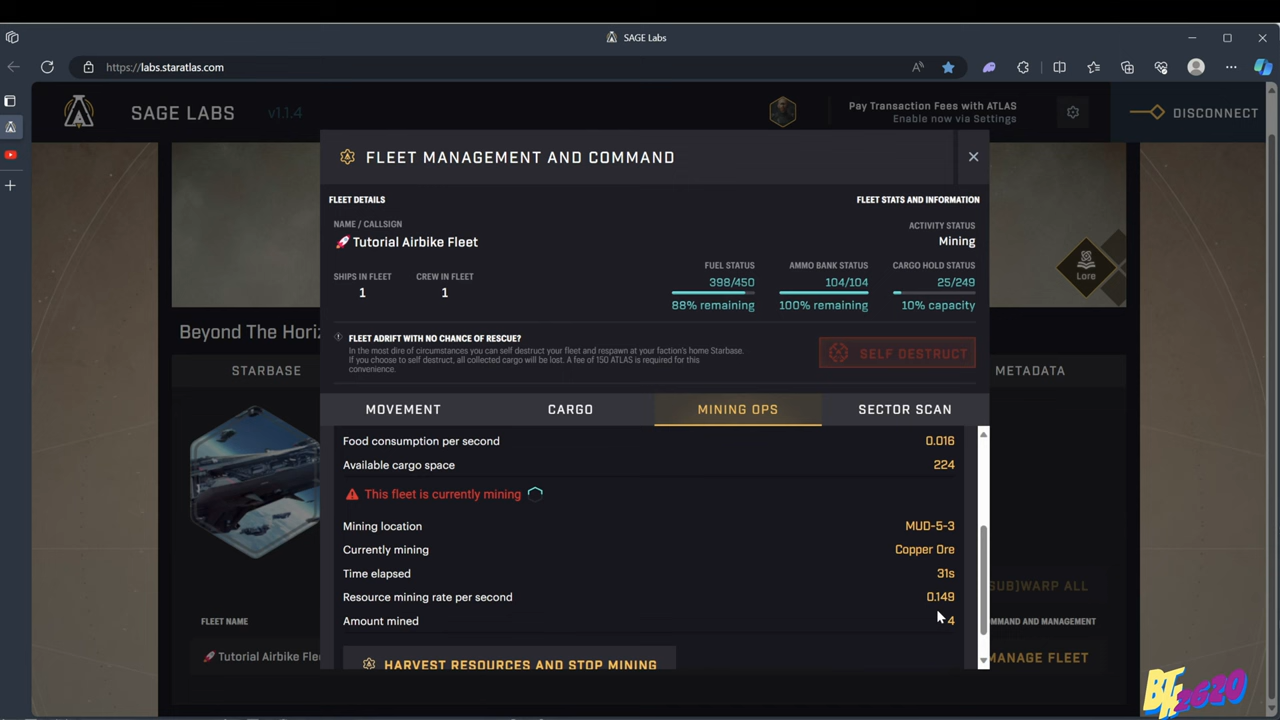 SAGE Labs
https://labs.staratlas.com
SAGE LABS v1.1.4
Pay Transaction Fees with ATLAS
Enable now via Settings
DISCONNECT
FLEET MANAGEMENT AND COMMAND
FLEET DETAILS
FLEET STATS AND INFORMATION
NAME / CALLSIGN
Tutorial Airbike Fleet
ACTIVITY STATUS
Mining
SHIPS IN FLEET
1
CREW IN FLEET
1
FUEL STATUS
398/450
88% remaining
AMMO BANK STATUS
104/104
100% remaining
CARGO HOLD STATUS
25/249
10% capacity
Lore
Beyond The Horiz
FLEET ADRIFT WITH NO CHANCE OF RESCUE?
In the most dire of circumstances you can self destruct your fleet and respawn at your faction's home Starbase.
If you choose to self destruct, all collected cargo will be lost. A fee of 150 ATLAS is required for this
convenience.
SELF DESTRUCT
STARBASE
METADATA
MOVEMENT
CARGO
MINING OPS
SECTOR SCAN
Food consumption per second 0.016
Available cargo space 224
This fleet is currently mining
Mining location MUD-5-3
Currently mining Copper Ore
Time elapsed 31s
Resource mining rate per second 0.149
Amount mined 4
HARVEST RESOURCES AND STOP MINING
SUB)WARP ALL
FLEET NAME
OMMAND AND MANAGEMENT
Tutorial Airbike Flee
MANAGE FLEET
BTK2620